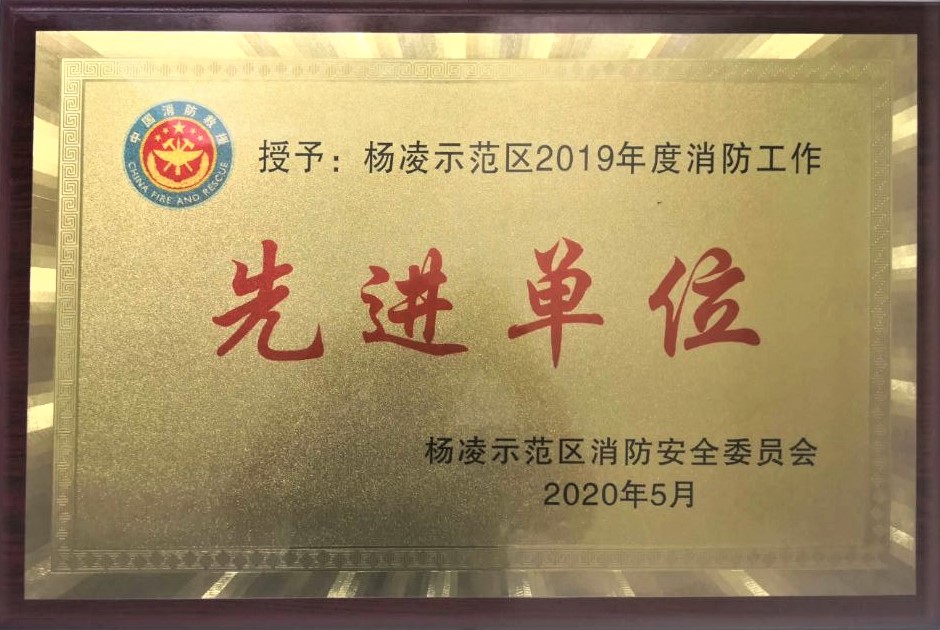 中国消防救援
CHINA FIRE AND RESCUE
授予：杨凌示范区2019年度消防工作
先进单位
杨凌示范区消防安全委员会
2020年5月